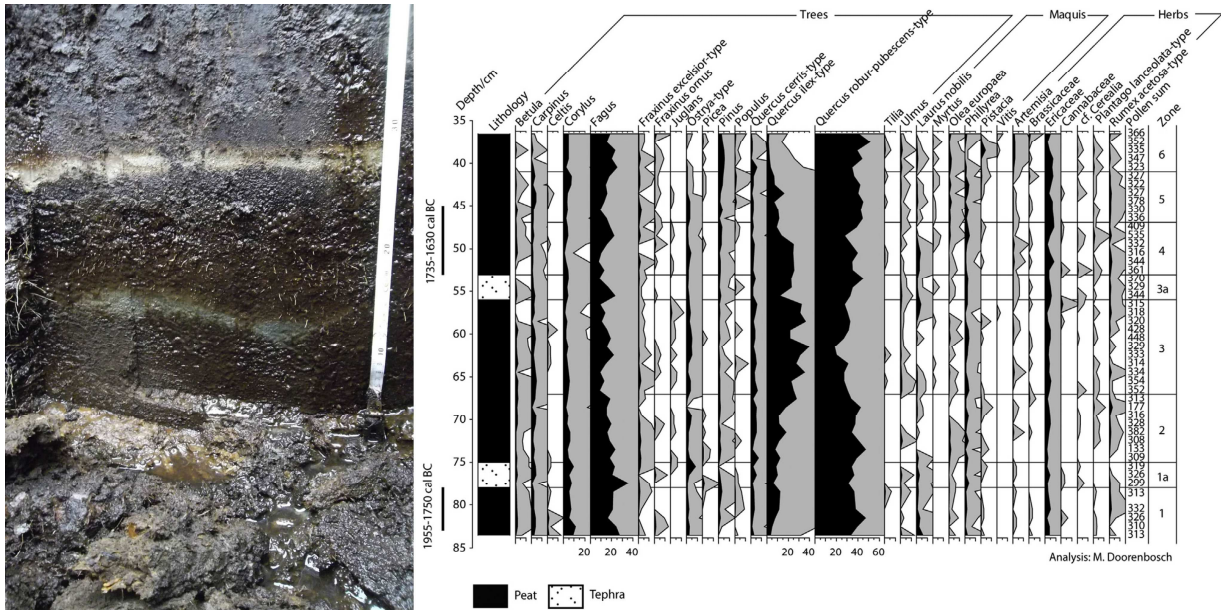 Trees
Maquis
Herbs
Depth/cm
Lithology
Betula
Carpinus
Celtis
Corylus
Fagus
Fraxinus excelsior-type
Fraxinus ornus
Juglans
Ostrya-type
Picea
Pinus
Populus
Quercus cerris-type
Quercus ilex-type
Quercus robur-pubescens-type
Tilia
Ulmus
Laurus nobilis
Myrtus
Olea europaea
Phillyrea
Pistacia
Vitis
Artemisia
Brassicaceae
Ericaceae
Cannabaceae
cf. Cerealia
Plantago lanceolata-type
Rumex acetosa-type
Pollen sum
Zone
35
40
45
50
55
60
65
70
75
80
85
1735-1630 cal BC
1955-1750 cal BC
366
352
335
347
323
327
322
327
378
330
336
409
535
332
316
344
361
370
329
344
315
318
320
428
448
329
333
314
334
354
352
313
177
316
328
382
308
133
309
319
326
299
313
332
326
310
313
6
5
4
3a
3
2
1a
1
20
20 40
20 40
20 40 60
Analysis: M. Doorenbosch
Peat
Tephra